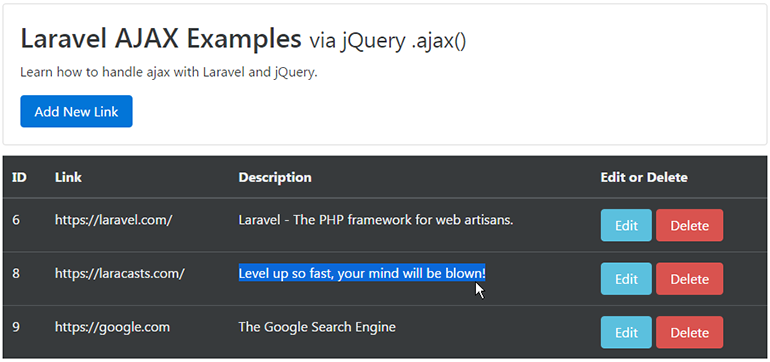 Laravel AJAX Examples via jQuery .ajax()
Learn how to handle ajax with Laravel and jQuery.
Add New Link
ID Link Description Edit or Delete
6 https://laravel.com/ Laravel - The PHP framework for web artisans. Edit Delete
8 https://laracasts.com/ Level up so fast, your mind will be blown! Edit Delete
9 https://google.com The Google Search Engine Edit Delete